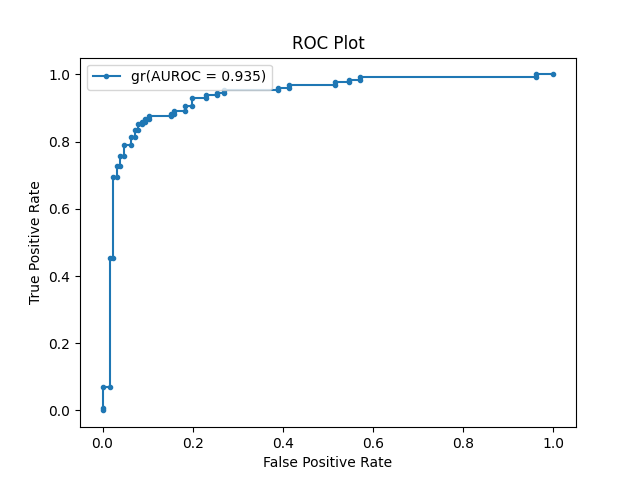 ROC Plot
gr(AUROC = 0.935)
1.0
0.8
0.6
0.4
0.2
0.0
True Positive Rate
0.0 0.2 0.4 0.6 0.8 1.0
False Positive Rate